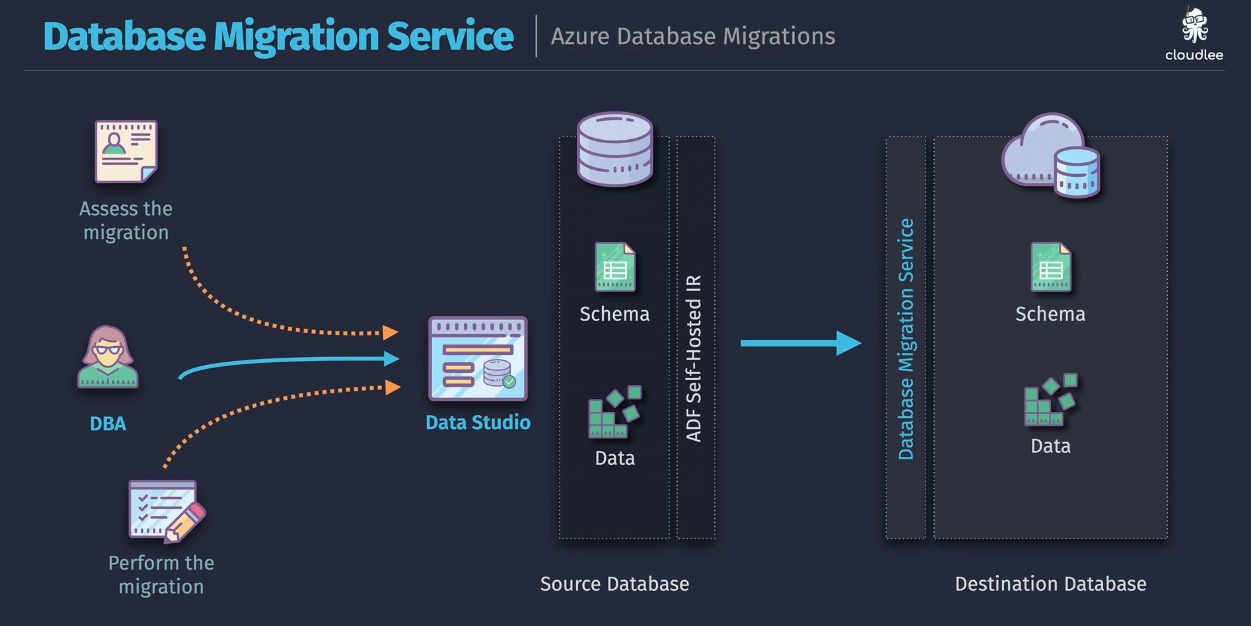 Database Migration Service
Azure Database Migrations
cloudlee
Assess the
migration
DBA
Perform the
migration
Data Studio
Schema
Data
ADF Self-Hosted IR
Source Database
Database Migration Service
Schema
Data
Destination Database